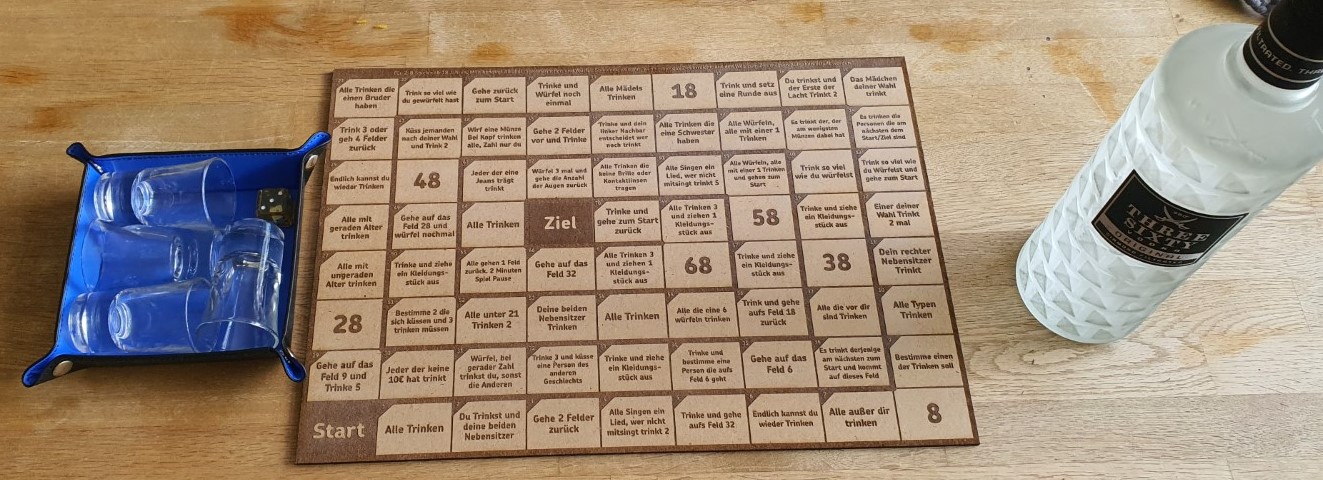 Alle Trinken die
einen Bruder
haben
Trink so viel wie
du gewürfelt hast
Gehe zurück
zum Start
Trinke und
Würfel noch
einmal
Alle Mädels
Trinken
18
Trink und setz
eine Runde aus
Du trinkst und
der Erste der
Lacht Trinkt 2
Das Mädchen
deiner Wahl
trinkt
Trink 3 oder
geh 4 Felder
zurück
Küss jemanden
nach deiner Wahl
und Trink 2
Wirf eine Münze
Bei Kopf trinken
alle, Zahl nur du
Gehe 2 Felder
vor und Trinke
Trinke und dein
linker Nachbar
entscheidet wer
noch trinkt
Alle Trinken die
eine Schwester
haben
Alle Würfeln,
alle mit einer 1
Trinken
Es trinkt der, der
am wenigsten
Münzen dabei hat
Es trinken die
Personen die am
nächsten dem
Start/Ziel sind
Endlich kannst du
wieder Trinken
48
Jeder der eine
Jeans trägt
trinkt
Würfel 3 mal und
gehe die Anzahl
der Augen zurück
Alle Trinken die
keine Brille oder
Kontaktlinsen
tragen
Alle Singen ein
Lied, wer nicht
mitsingt trinkt 5
Alle Würfeln, alle
mit einer 1 Trinken
und gehen zum
Start
Trink so viel
wie du würfelst
Trink so viel wie
du Würfelst und
gehe zum Start
Alle mit
geraden Alter
trinken
Gehe auf das
Feld 28 und
würfel nochmal
Alle Trinken
Ziel
Trinke und
gehe zum Start
zurück
Alle Trinken 3
und ziehen 1
Kleidungs-
stück aus
58
Trinke und ziehe
ein Kleidungs-
stück aus
Einer deiner
Wahl Trinkt
2 mal
Alle mit
ungeraden
Alter trinken
Trinke und ziehe
ein Kleidungs-
stück aus
Alle gehen 1 Feld
zurück. 2 Minuten
Spiel Pause
Gehe auf das
Feld 32
Alle Trinken 3
und ziehen 1
Kleidungs-
stück aus
68
Trinke und ziehe
ein Kleidungs-
stück aus
38
Dein rechter
Nebensitzer
Trinkt
28
Bestimme 2 die
sich küssen und 3
trinken müssen
Alle unter 21
Trinken 2
Deine beiden
Nebensitzer
Trinken
Alle Trinken
Alle die eine 6
würfeln trinken
Trink und gehe
aufs Feld 18
zurück
Alle die vor dir
sind Trinken
Alle Typen
Trinken
Gehe auf das
Feld 9 und
Trinke 5
Jeder der keine
10€ hat trinkt
Würfel, bei
gerader Zahl
trinkst du, sonst
die Anderen
Trinke 3 und küsse
eine Person des
anderen
Geschlechts
Trinke und ziehe
ein Kleidungs-
stück aus
Trinke und
bestimme eine
Person die aufs
Feld 6 geht
Gehe auf das
Feld 6
Es trinkt derjenige
am nächsten zum
Start und kommt
auf dieses Feld
Bestimme einen
der Trinken soll
Start
Alle Trinken
Du Trinkst und
deine beiden
Nebensitzer
Gehe 2 Felder
zurück
Alle Singen ein
Lied, wer nicht
mitsingt trinkt 2
Trinke und gehe
aufs Feld 32
Endlich kannst du
wieder Trinken
Alle außer dir
trinken
8
THREE
SIXTY
ORIGINAL